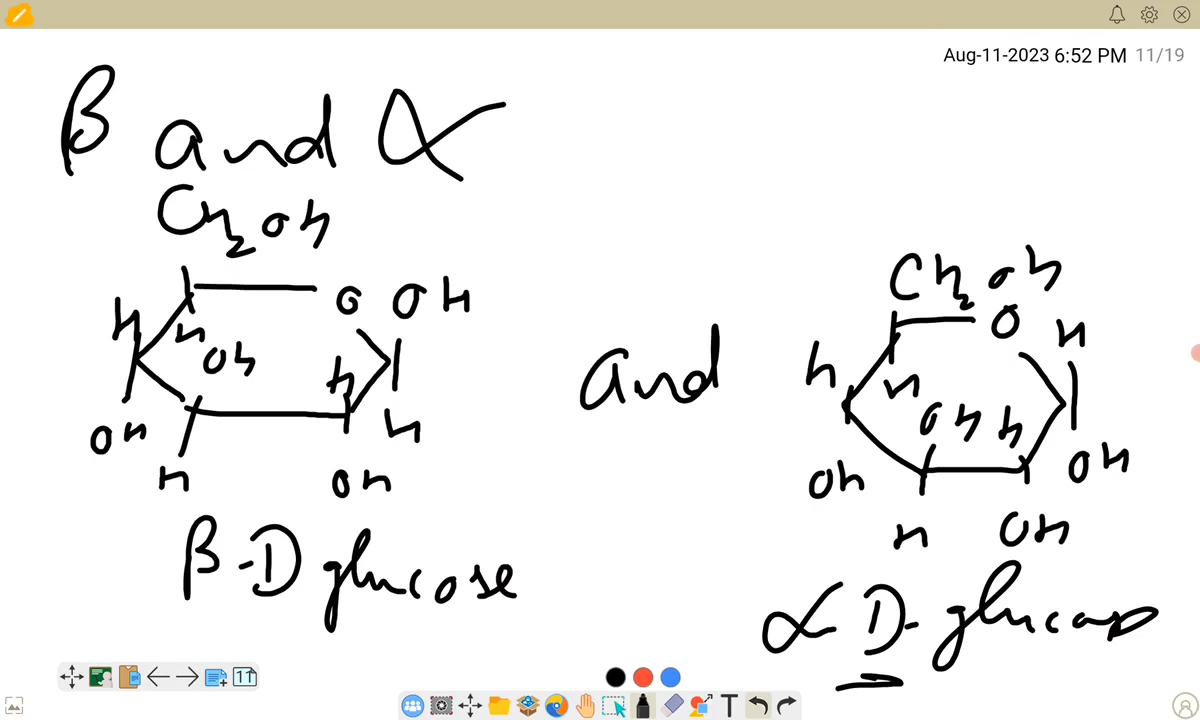 Aug-11-2023 6:52 PM 11/19
β and α
CH2OH
O OH
H H
OH H
OH H
H OH
β-D glucose
and
CH2OH
O H
H H
OH H
OH OH
H OH
α D-glucose
11
T